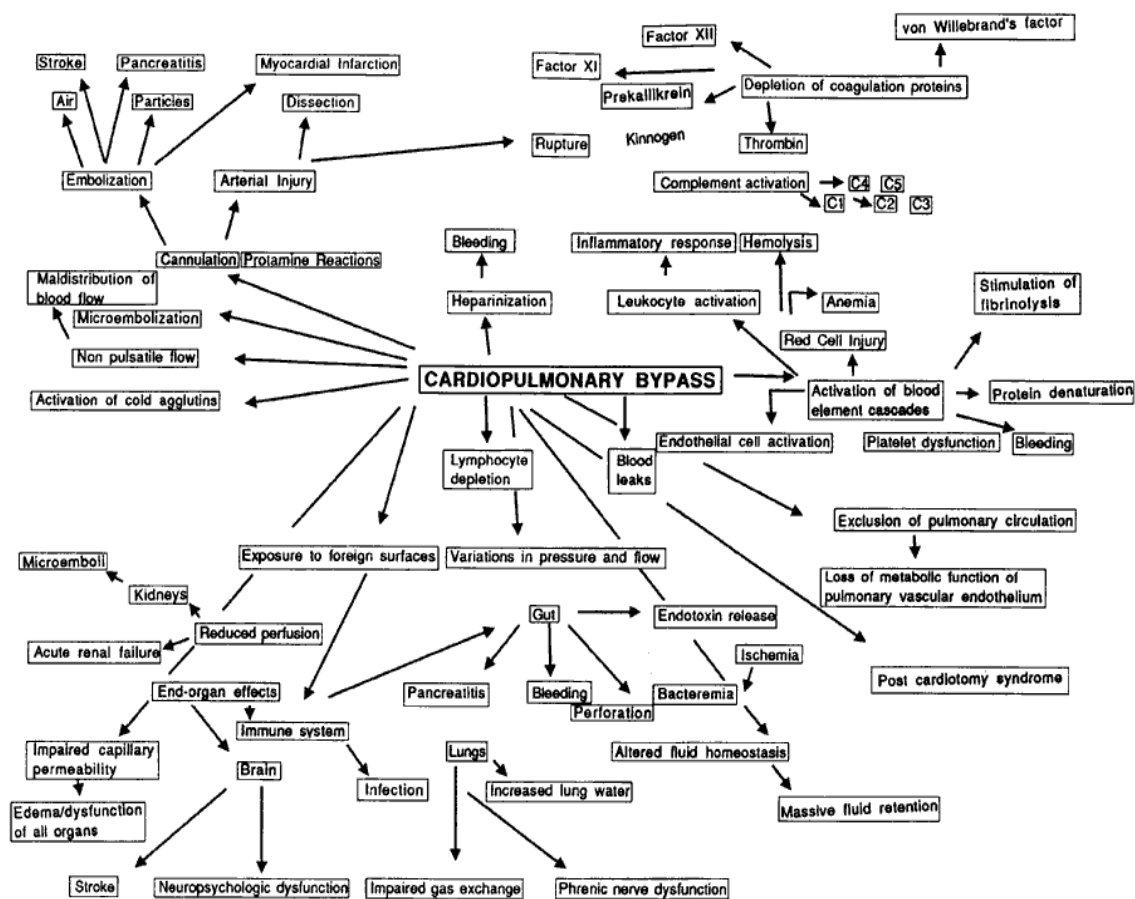 Factor XII
von Willebrand's factor
Stroke
Pancreatitis
Myocardial Infarction
Factor XI
Air
Particles
Dissection
Prekallikrein
Depletion of coagulation proteins
Rupture
Kinnogen
Thrombin
Embolization
Arterial Injury
Complement activation
C4
C5
C1
C2
C3
Cannulation
Protamine Reactions
Bleeding
Inflammatory response
Hemolysis
Maldistribution of
blood flow
Microembolization
Heparinization
Leukocyte activation
Anemia
Stimulation of
fibrinolysis
Non pulsatile flow
Red Cell Injury
CARDIOPULMONARY BYPASS
Activation of cold agglutins
Activation of blood
element cascades
Protein denaturation
Endothelial cell activation
Platelet dysfunction
Bleeding
Lymphocyte
depletion
Blood
leaks
Exclusion of pulmonary circulation
Exposure to foreign surfaces
Variations in pressure and flow
Microemboli
Loss of metabolic function of
pulmonary vascular endothelium
Kidneys
Gut
Endotoxin release
Reduced perfusion
Acute renal failure
Ischemia
Post cardiotomy syndrome
End-organ effects
Pancreatitis
Bleeding
Bacteremia
Perforation
Immune system
Impaired capillary
permeability
Lungs
Altered fluid homeostasis
Brain
Infection
Increased lung water
Massive fluid retention
Edema/dysfunction
of all organs
Stroke
Neuropsychologic dysfunction
Impaired gas exchange
Phrenic nerve dysfunction